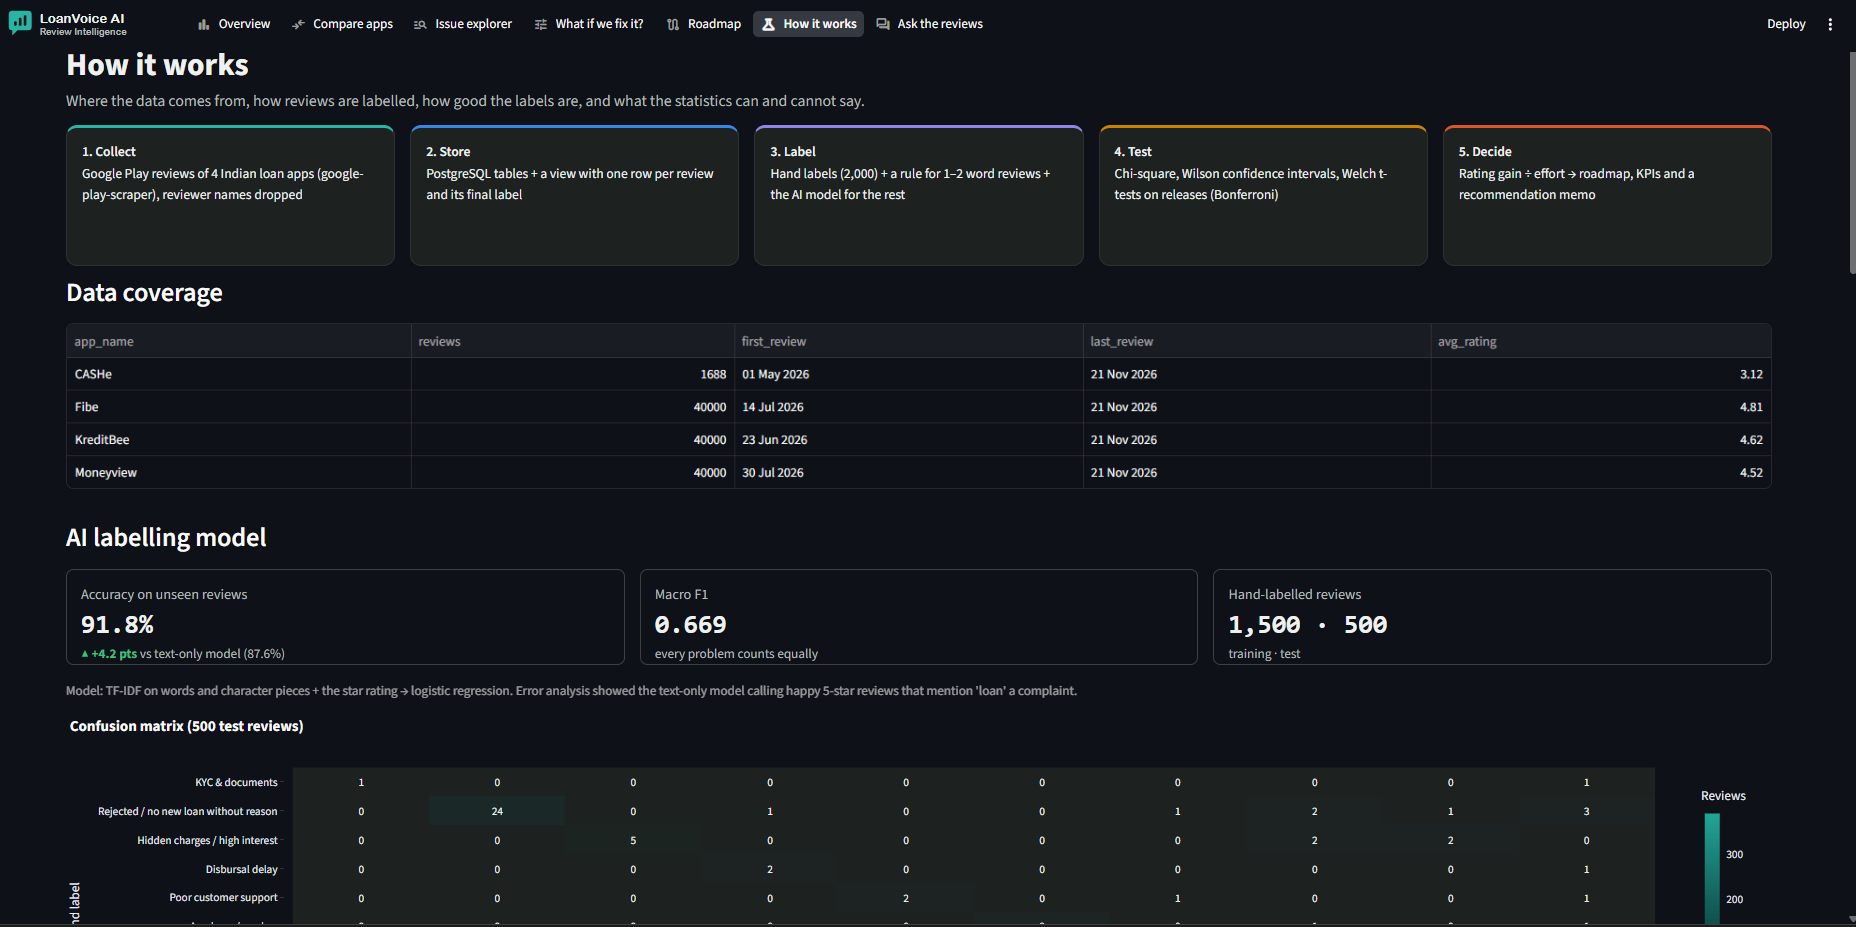 LoanVoice AI
Review Intelligence
Overview
Compare apps
Issue explorer
What if we fix it?
Roadmap
How it works
Ask the reviews
Deploy
How it works
Where the data comes from, how reviews are labelled, how good the labels are, and what the statistics can and cannot say.
1. Collect
Google Play reviews of 4 Indian loan apps (google-
play-scraper), reviewer names dropped
2. Store
PostgreSQL tables + a view with one row per review
and its final label
3. Label
Hand labels (2,000) + a rule for 1–2 word reviews +
the AI model for the rest
4. Test
Chi-square, Wilson confidence intervals, Welch t-
tests on releases (Bonferroni)
5. Decide
Rating gain ÷ effort → roadmap, KPIs and a
recommendation memo
Data coverage
app_name reviews first_review last_review avg_rating
CASHe 1688 01 May 2026 21 Nov 2026 3.12
Fibe 40000 14 Jul 2026 21 Nov 2026 4.81
KreditBee 40000 23 Jun 2026 21 Nov 2026 4.62
Moneyview 40000 30 Jul 2026 21 Nov 2026 4.52
AI labelling model
Accuracy on unseen reviews
91.8%
▲ +4.2 pts vs text-only model (87.6%)
Macro F1
0.669
every problem counts equally
Hand-labelled reviews
1,500 · 500
training · test
Model: TF-IDF on words and character pieces + the star rating → logistic regression. Error analysis showed the text-only model calling happy 5-star reviews that mention 'loan' a complaint.
Confusion matrix (500 test reviews)
KYC & documents 1 0 0 0 0 0 0 0 0 1
Rejected / no new loan without reason 0 24 0 1 0 0 1 2 1 3
Hidden charges / high interest 0 0 5 0 0 0 0 2 2 0
Disbursal delay 0 0 0 2 0 0 0 0 0 1
Poor customer support 0 0 0 0 2 0 1 0 0 1
nd label
Reviews
300
200